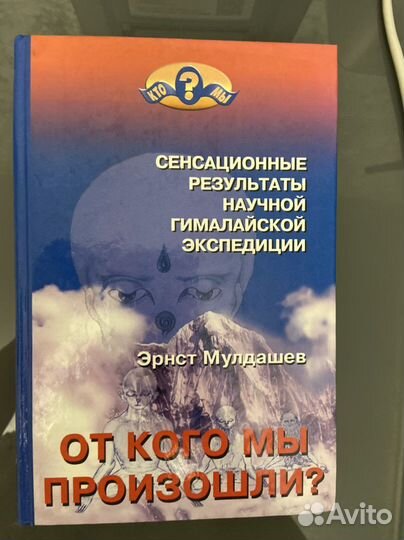 КТО ? МЫ
СЕНСАЦИОННЫЕ
РЕЗУЛЬТАТЫ
НАУЧНОЙ
ГИМАЛАЙСКОЙ
ЭКСПЕДИЦИИ
Эрнст Мулдашев
ОТ КОГО МЫ
ПРОИЗОШЛИ?
Avito